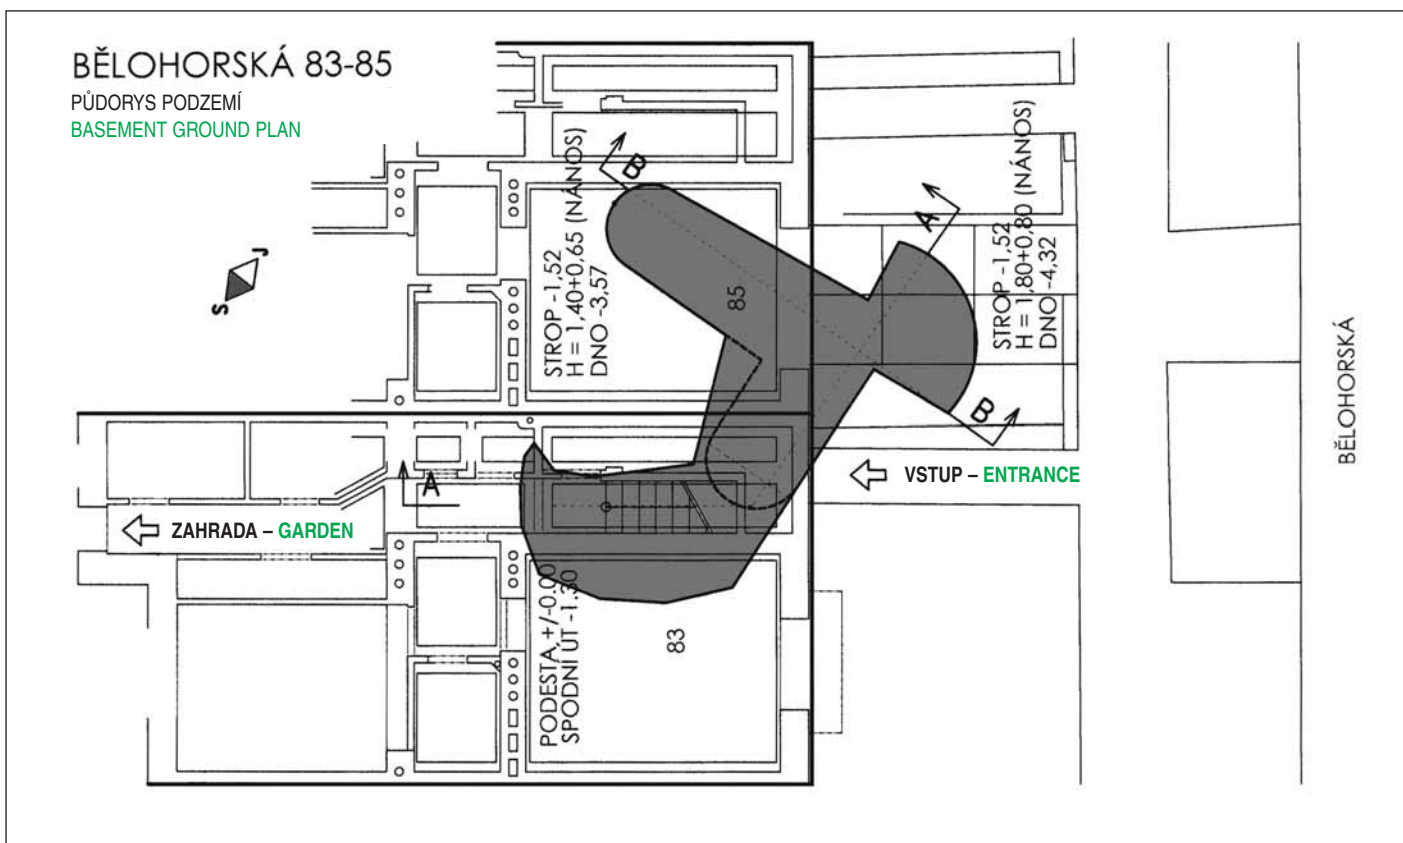 BĚLOHORSKÁ 83-85
PŮDORYS PODZEMÍ
BASEMENT GROUND PLAN
B
STROP -1,52
H = 1,40+0,65 (NÁNOS)
DNO -3,57
85
A
STROP -1,52
H = 1,80+0,80 (NÁNOS)
DNO -4,32
J
S
B
BĚLOHORSKÁ
VSTUP – ENTRANCE
A
ZAHRADA – GARDEN
PODESTA +/-0.00
SPODNÍ ÚT -1.30
83